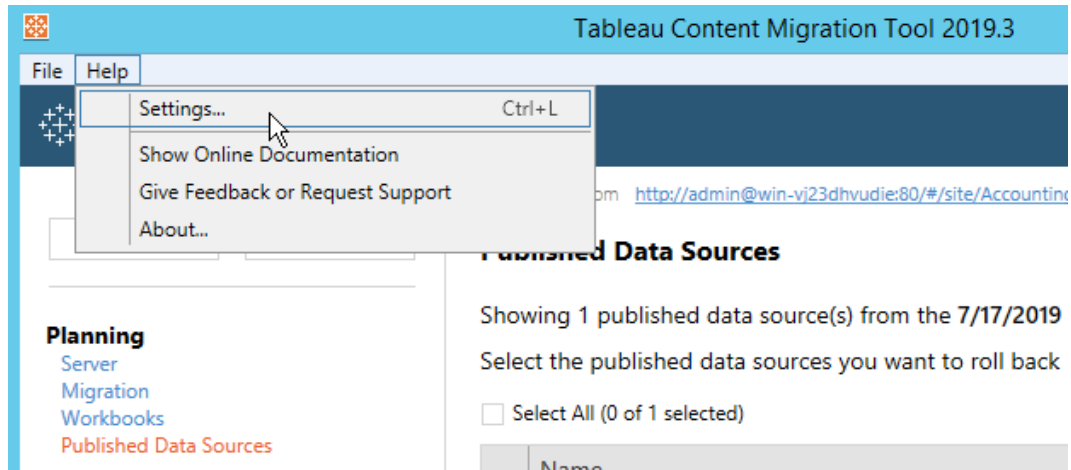 Tableau Content Migration Tool 2019.3
File Help
Settings... Ctrl+L
Show Online Documentation
Give Feedback or Request Support
About...
http://admin@win-vj23dhvudie:80/#/site/Accounting
Published Data Sources
Showing 1 published data source(s) from the 7/17/2019
Select the published data sources you want to roll back
Select All (0 of 1 selected)
Name
Planning
Server
Migration
Workbooks
Published Data Sources